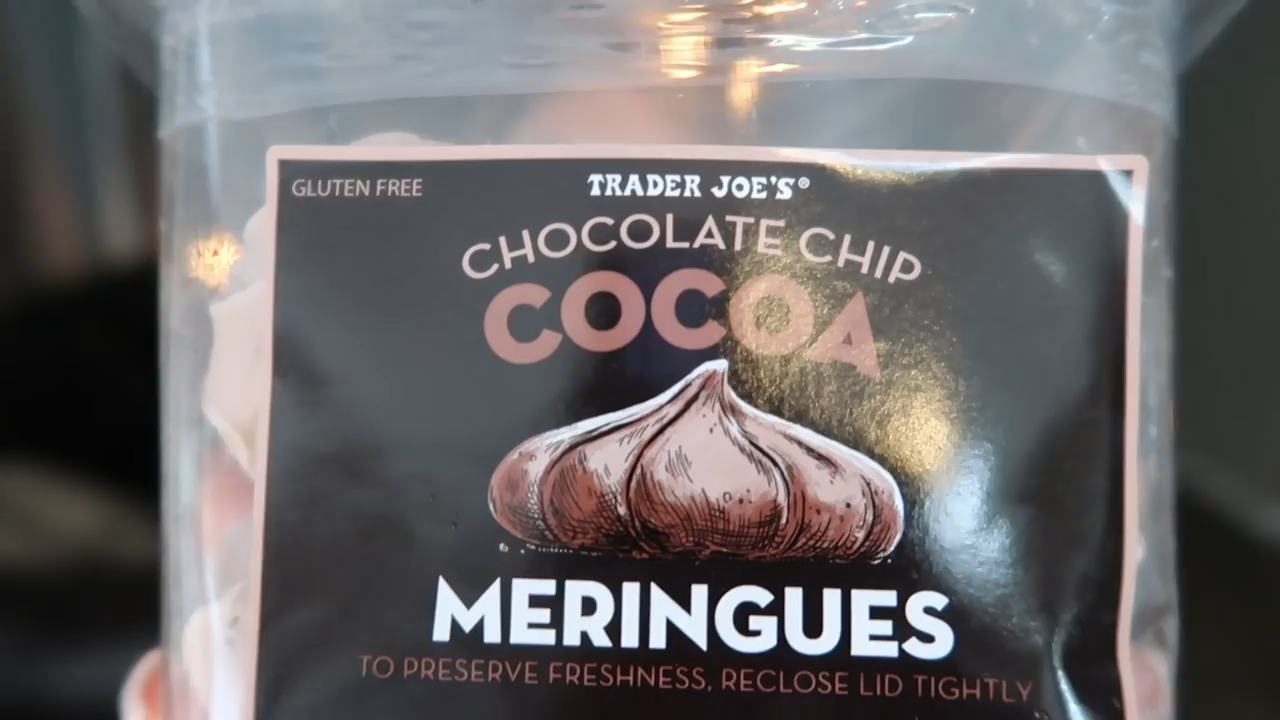 GLUTEN FREE
TRADER JOE'S®
CHOCOLATE CHIP
COCOA
MERINGUES
TO PRESERVE FRESHNESS, RECLOSE LID TIGHTLY